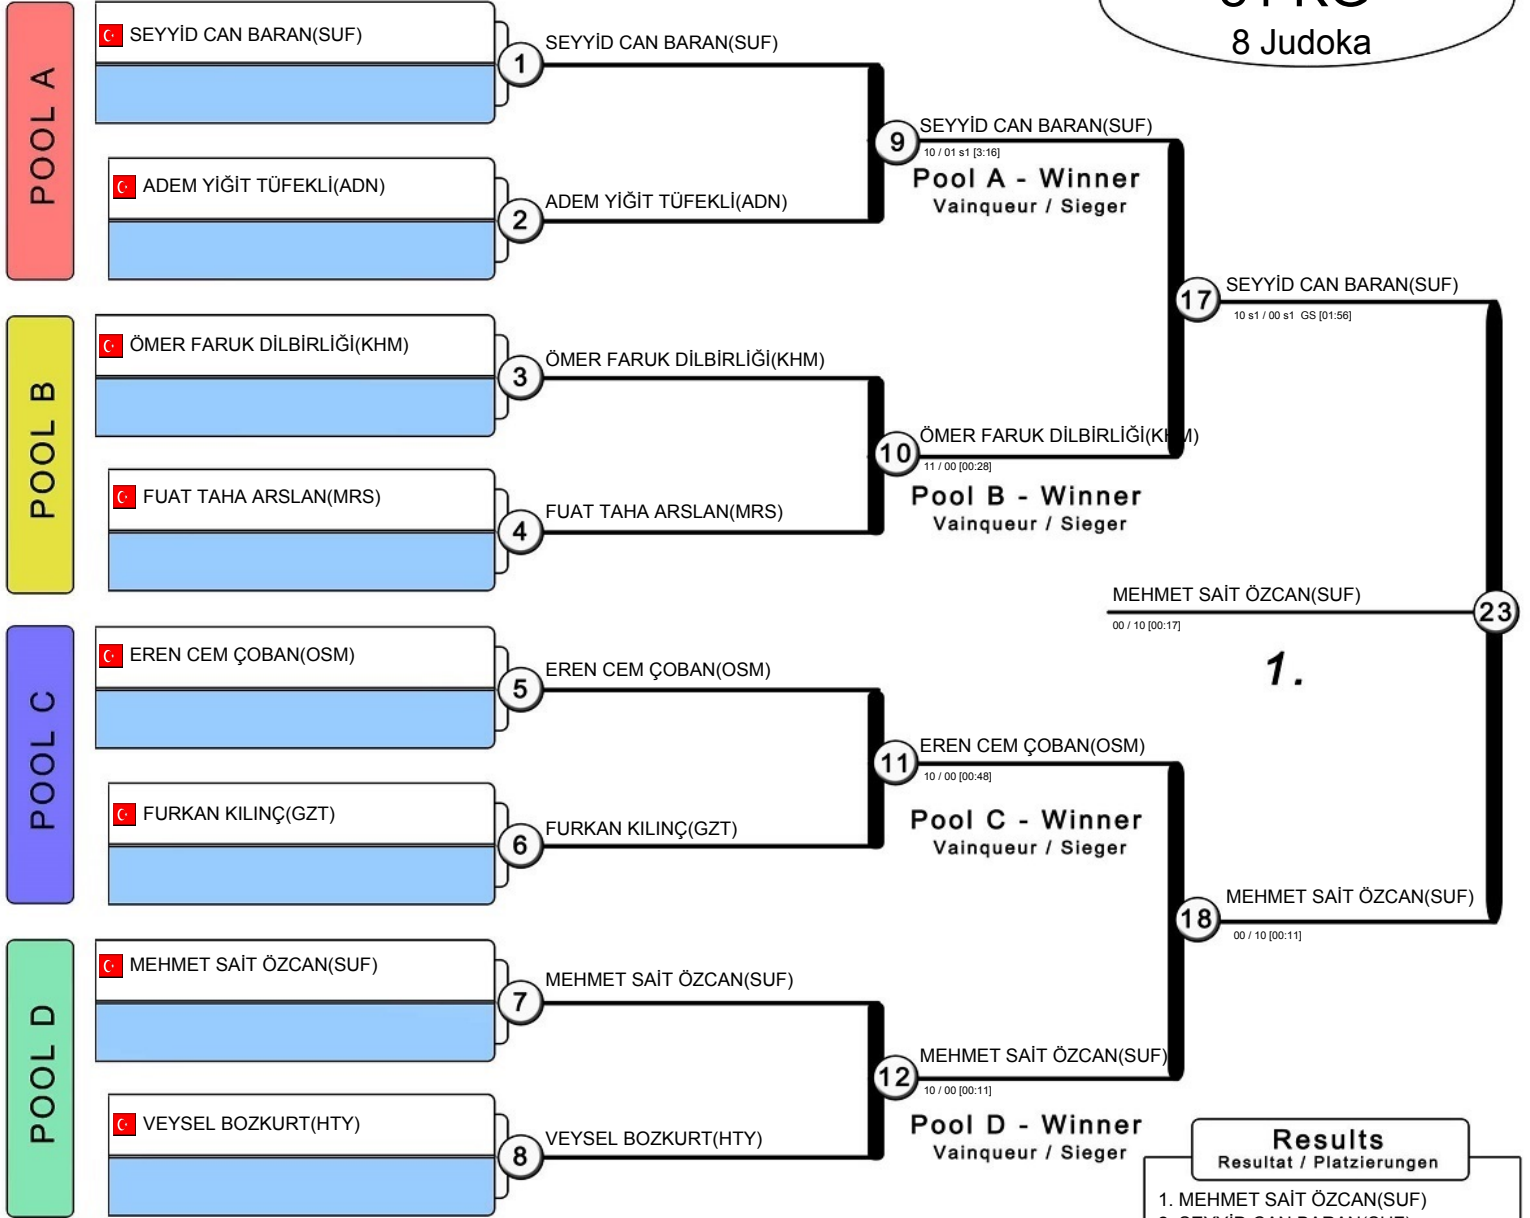 8 Judoka
POOL A
SEYYİD CAN BARAN(SUF)
1
SEYYİD CAN BARAN(SUF)
ADEM YİĞİT TÜFEKLİ(ADN)
2
ADEM YİĞİT TÜFEKLİ(ADN)
9
SEYYİD CAN BARAN(SUF)
10 / 01 s1 [3:16]
Pool A - Winner
Vainqueur / Sieger
POOL B
ÖMER FARUK DİLBİRLİĞİ(KHM)
3
ÖMER FARUK DİLBİRLİĞİ(KHM)
FUAT TAHA ARSLAN(MRS)
4
FUAT TAHA ARSLAN(MRS)
10
ÖMER FARUK DİLBİRLİĞİ(KHM)
11 / 00 [00:28]
Pool B - Winner
Vainqueur / Sieger
17
SEYYİD CAN BARAN(SUF)
10 s1 / 00 s1 GS [01:56]
MEHMET SAİT ÖZCAN(SUF)
23
00 / 10 [00:17]
1.
POOL C
EREN CEM ÇOBAN(OSM)
5
EREN CEM ÇOBAN(OSM)
FURKAN KILINÇ(GZT)
6
FURKAN KILINÇ(GZT)
11
EREN CEM ÇOBAN(OSM)
10 / 00 [00:48]
Pool C - Winner
Vainqueur / Sieger
18
MEHMET SAİT ÖZCAN(SUF)
00 / 10 [00:11]
POOL D
MEHMET SAİT ÖZCAN(SUF)
7
MEHMET SAİT ÖZCAN(SUF)
VEYSEL BOZKURT(HTY)
8
VEYSEL BOZKURT(HTY)
12
MEHMET SAİT ÖZCAN(SUF)
10 / 00 [00:11]
Pool D - Winner
Vainqueur / Sieger
Results
Resultat / Platzierungen
1. MEHMET SAİT ÖZCAN(SUF)